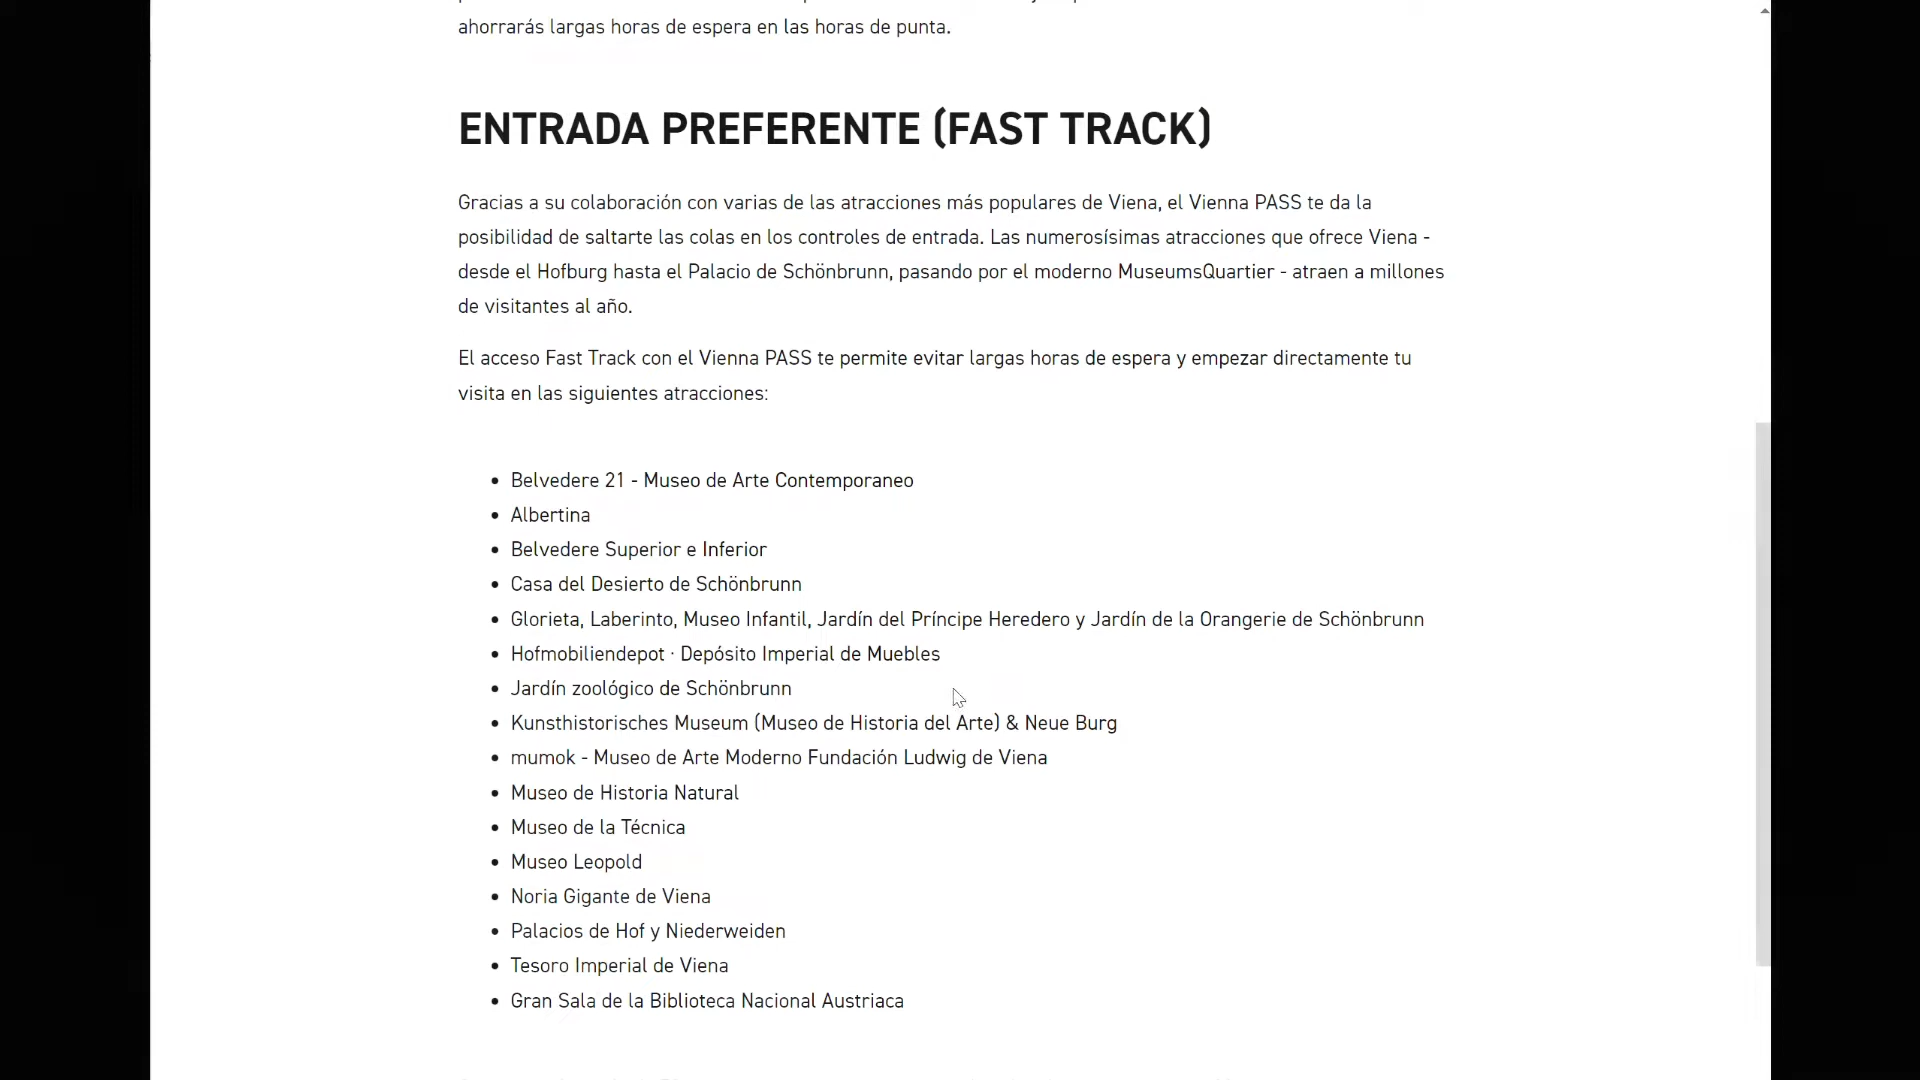 ahorrarás largas horas de espera en las horas de punta.
ENTRADA PREFERENTE (FAST TRACK)
Gracias a su colaboración con varias de las atracciones más populares de Viena, el Vienna PASS te da la
posibilidad de saltarte las colas en los controles de entrada. Las numerosísimas atracciones que ofrece Viena -
desde el Hofburg hasta el Palacio de Schönbrunn, pasando por el moderno MuseumsQuartier - atraen a millones
de visitantes al año.
El acceso Fast Track con el Vienna PASS te permite evitar largas horas de espera y empezar directamente tu
visita en las siguientes atracciones:
• Belvedere 21 - Museo de Arte Contemporaneo
• Albertina
• Belvedere Superior e Inferior
• Casa del Desierto de Schönbrunn
• Glorieta, Laberinto, Museo Infantil, Jardín del Príncipe Heredero y Jardín de la Orangerie de Schönbrunn
• Hofmobiliendepot · Depósito Imperial de Muebles
• Jardín zoológico de Schönbrunn
• Kunsthistorisches Museum (Museo de Historia del Arte) & Neue Burg
• mumok - Museo de Arte Moderno Fundación Ludwig de Viena
• Museo de Historia Natural
• Museo de la Técnica
• Museo Leopold
• Noria Gigante de Viena
• Palacios de Hof y Niederweiden
• Tesoro Imperial de Viena
• Gran Sala de la Biblioteca Nacional Austriaca